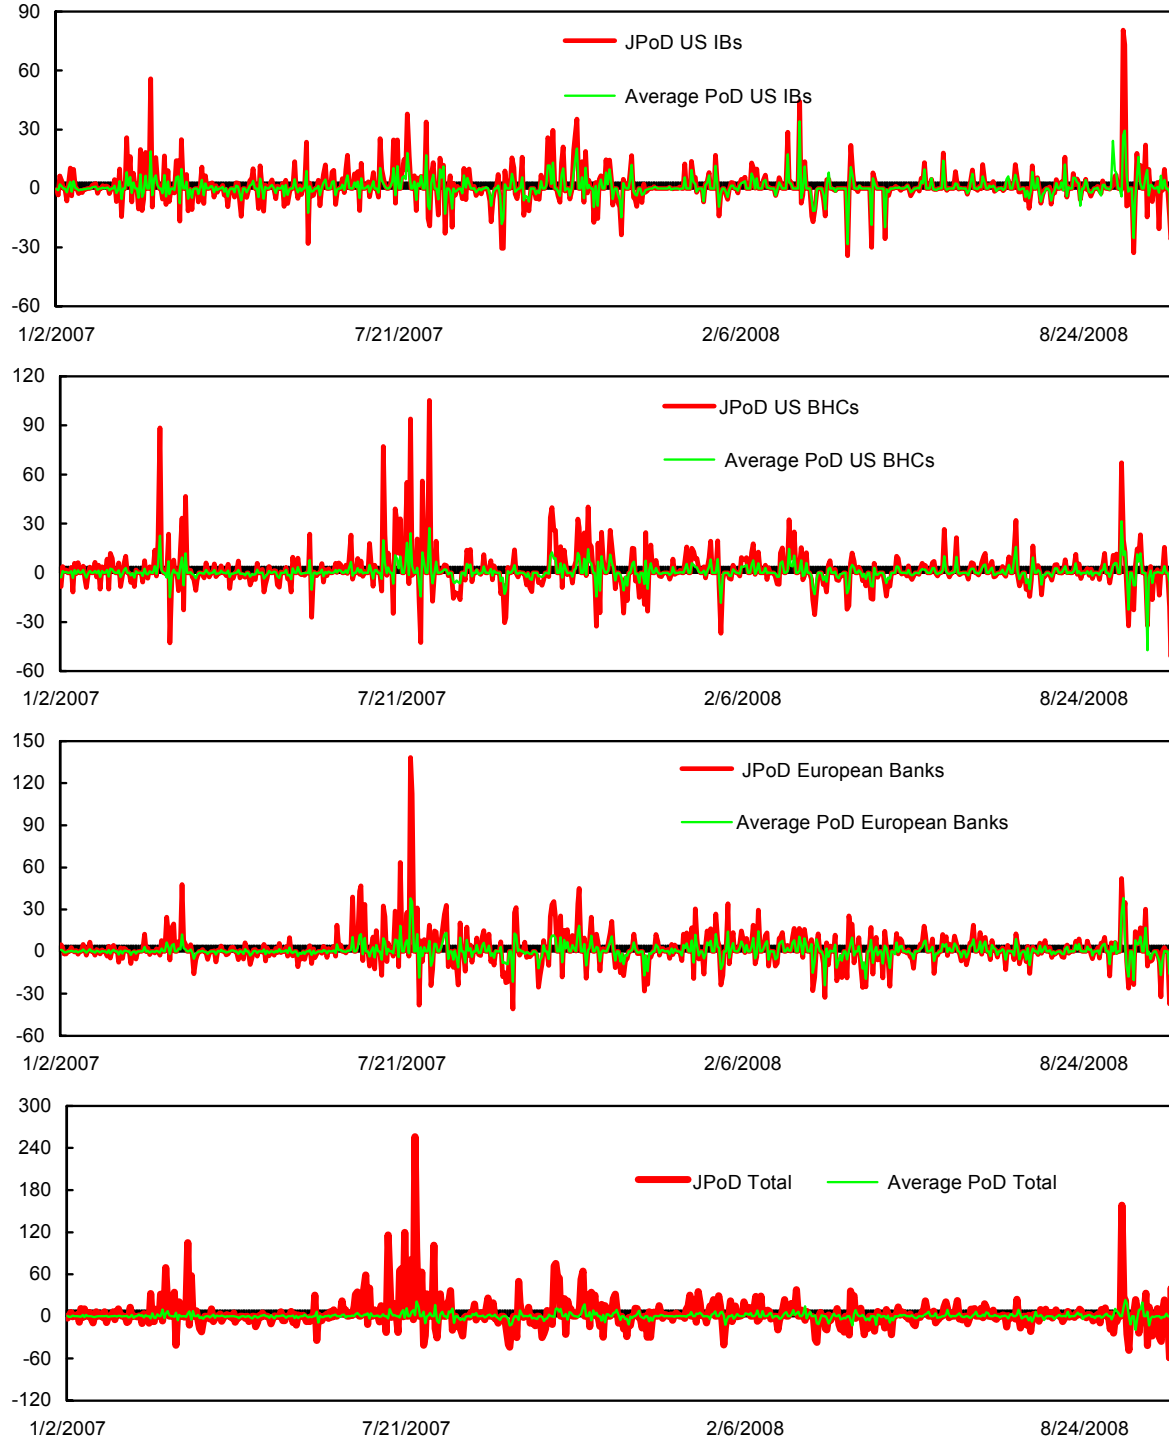 90
JPoD US IBs
60
Average PoD US IBs
30
0
-30
-60
1/2/2007 7/21/2007 2/6/2008 8/24/2008
120
JPoD US BHCs
90
Average PoD US BHCs
60
30
0
-30
-60
1/2/2007 7/21/2007 2/6/2008 8/24/2008
150
JPoD European Banks
120
Average PoD European Banks
90
60
30
0
-30
-60
1/2/2007 7/21/2007 2/6/2008 8/24/2008
300
240
JPoD Total Average PoD Total
180
120
60
0
-60
-120
1/2/2007 7/21/2007 2/6/2008 8/24/2008